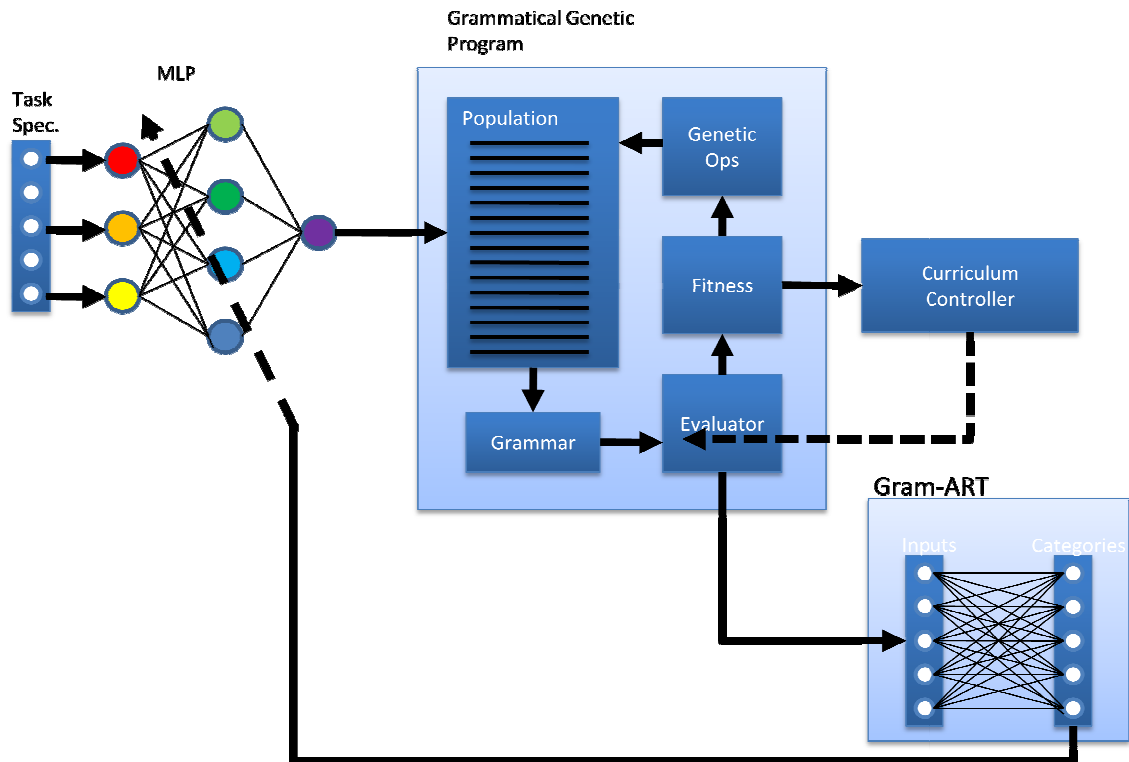 Grammatical Genetic
Program
MLP
Task
Spec.
Population
Genetic
Ops
Fitness
Curriculum
Controller
Grammar
Evaluator
Gram-ART
Inputs
Categories